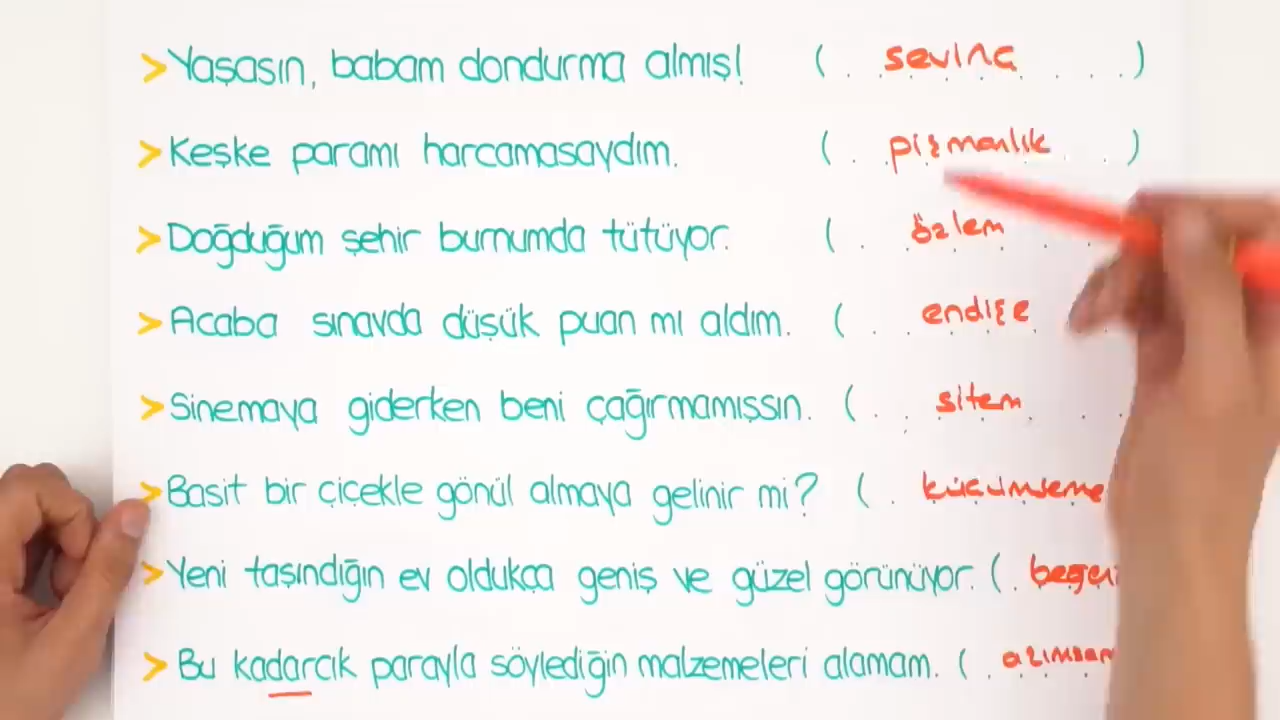 > Yaşasın, babam dondurma almış! (. sevinç ...)
> Keşke paramı harcamasaydım. (. pişmanlık ..)
> Doğduğum şehir burnumda tütüyor. (. özlem ..
> Acaba sınavda düşük puan mı aldım. (. endişe .
> Sinemaya giderken beni çağırmamışsın. (. sitem ..
> Basit bir çiçekle gönül almaya gelinir mi? (. küçümseme
> Yeni taşındığın ev oldukça geniş ve güzel görünüyor. (. beğeni
> Bu kadarcık parayla söylediğin malzemeleri alamam. (.